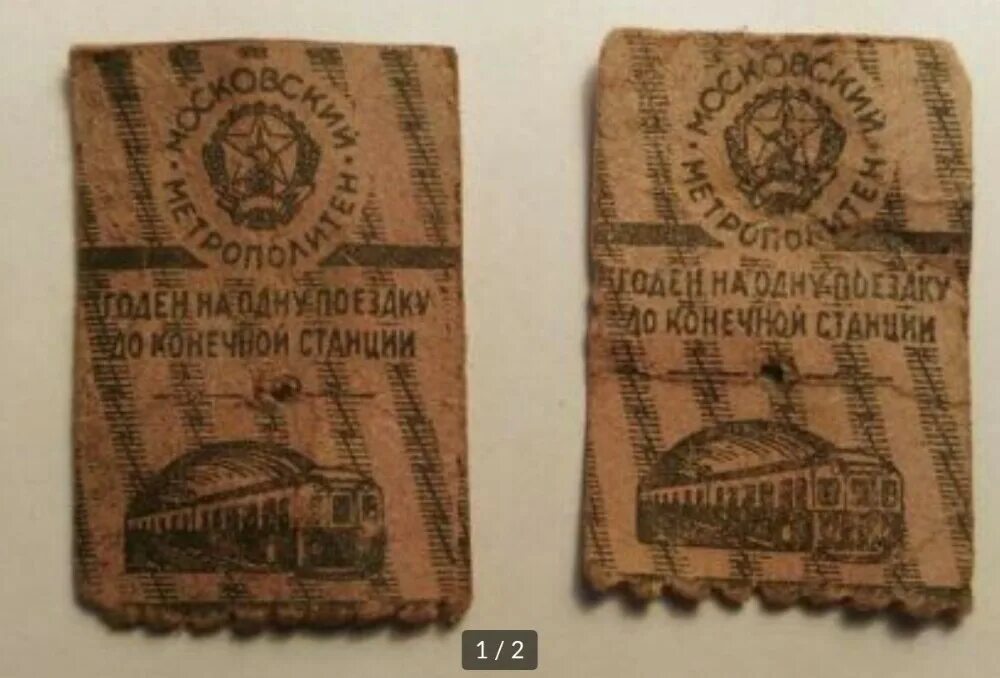 МОСКОВСКИЙ
• МЕТРОПОЛИТЕН •
ГОДЕН НА ОДНУ ПОЕЗДКУ
ДО КОНЕЧНОЙ СТАНЦИИ
МОСКОВСКИЙ
• МЕТРОПОЛИТЕН •
ГОДЕН НА ОДНУ ПОЕЗДКУ
ДО КОНЕЧНОЙ СТАНЦИИ
1 / 2